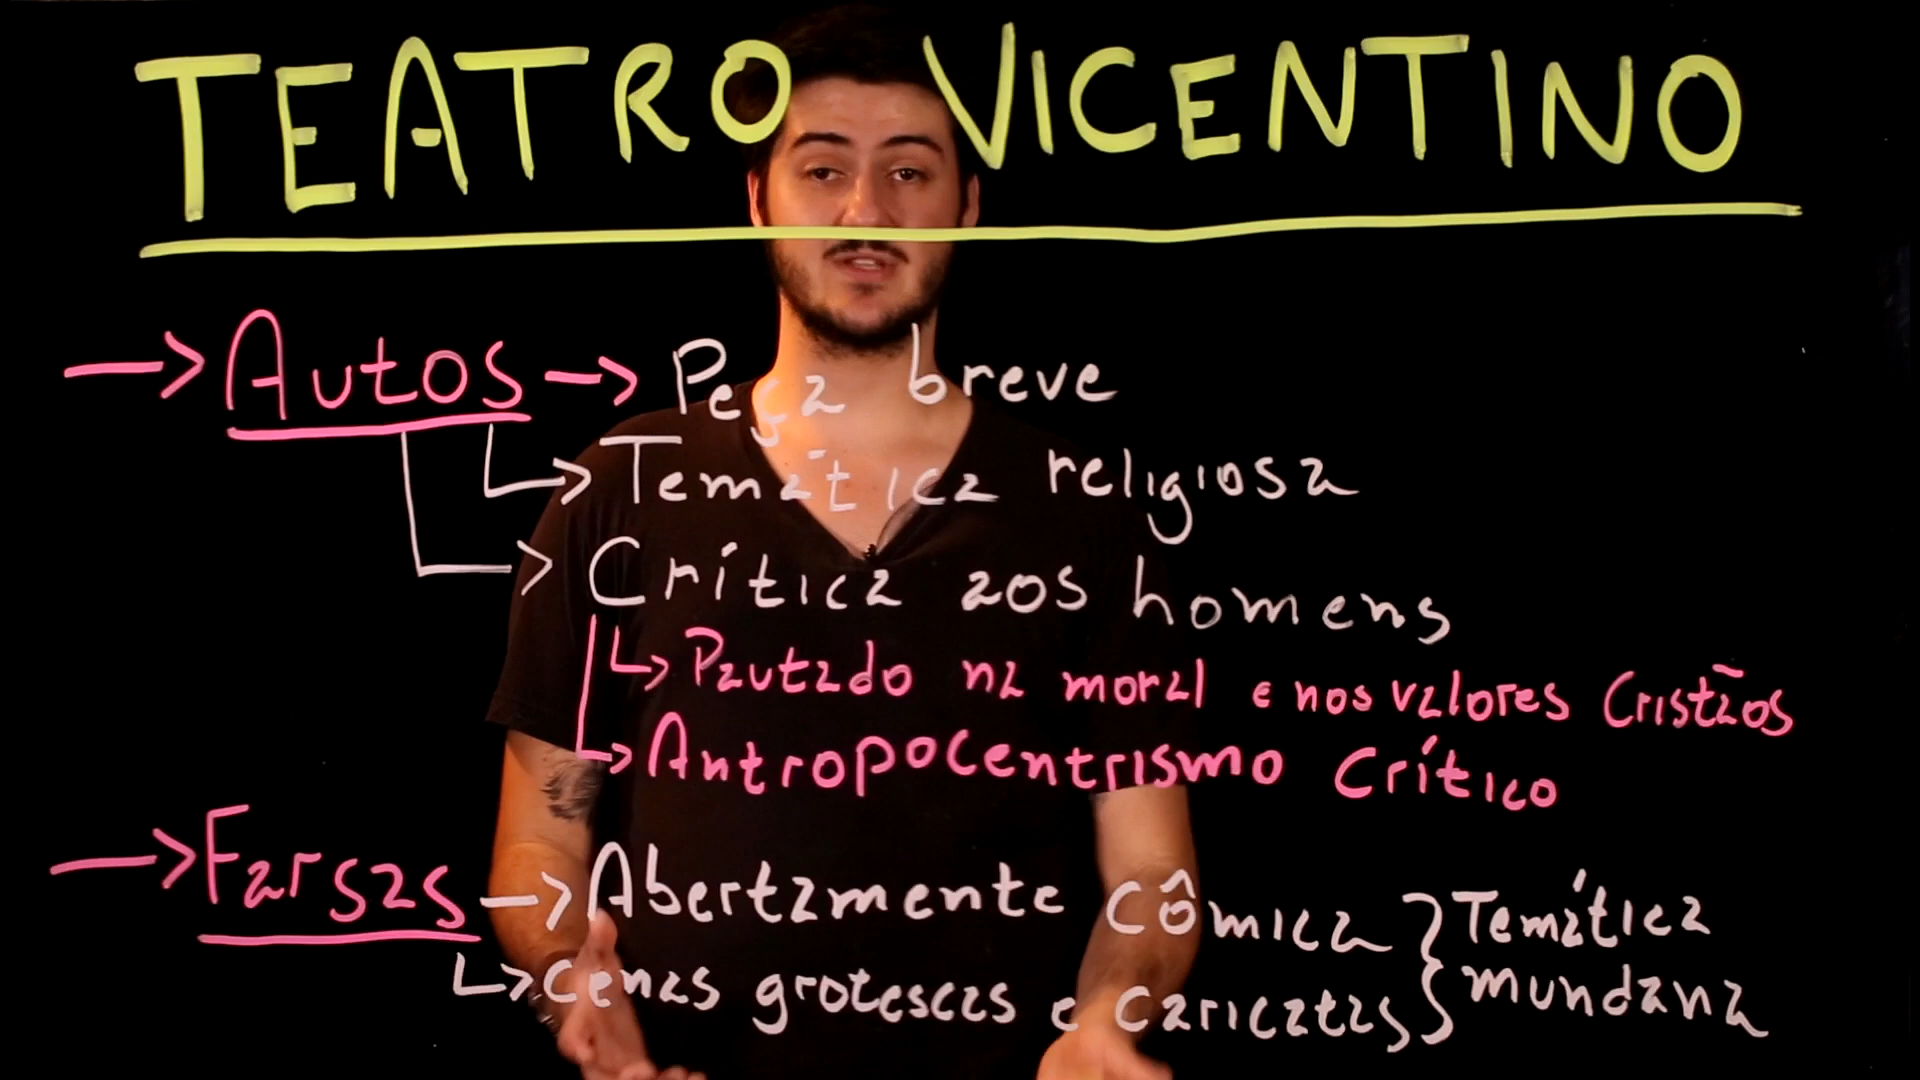 TEATRO VICENTINO
→ Autos → Peça breve
↳ Temática religiosa
↳ Crítica aos homens
↳ Pautado na moral e nos valores Cristãos
↳ Antropocentrismo Crítico
→ Farsas → Abertamente Cômica } Temática
↳ Cenas grotescas e caricatas } mundana